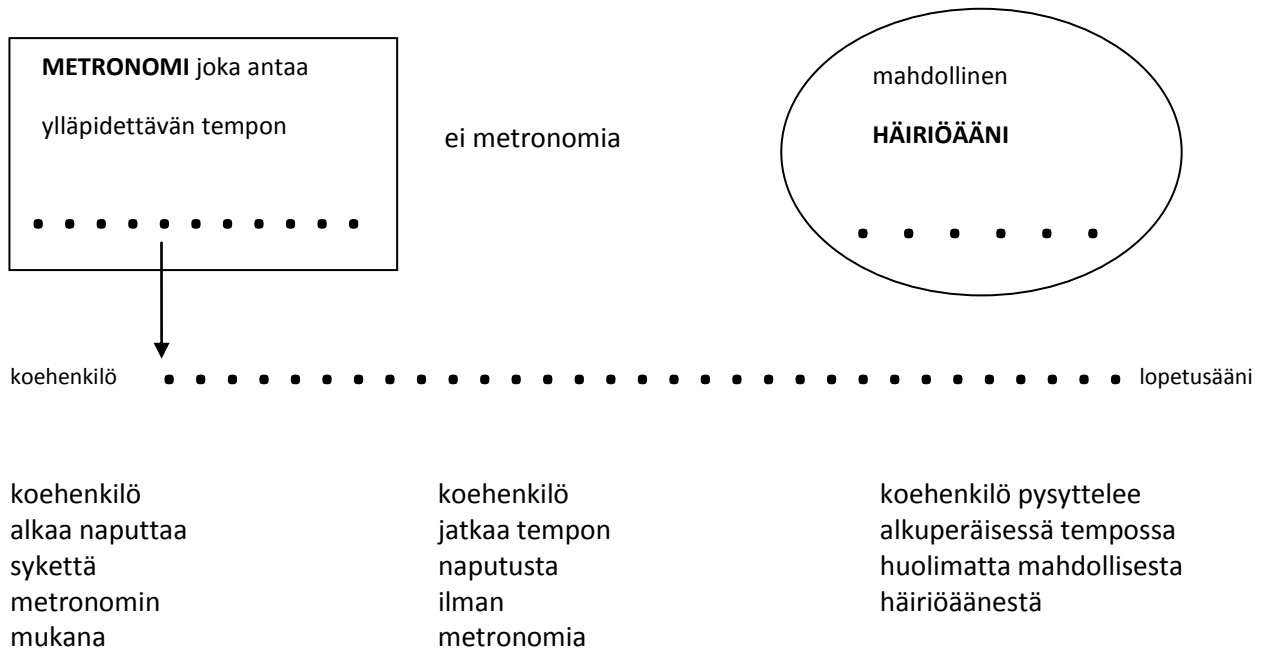 METRONOMI joka antaa
ylläpidettävän tempon
ei metronomia
mahdollinen
HÄIRIÖÄÄNI
koehenkilö
lopetusääni
koehenkilö
alkaa naputtaa
sykettä
metronomin
mukana
koehenkilö
jatkaa tempon
naputusta
ilman
metronomia
koehenkilö pysyttelee
alkuperäisessä tempossa
huolimatta mahdollisesta
häiriöäänestä